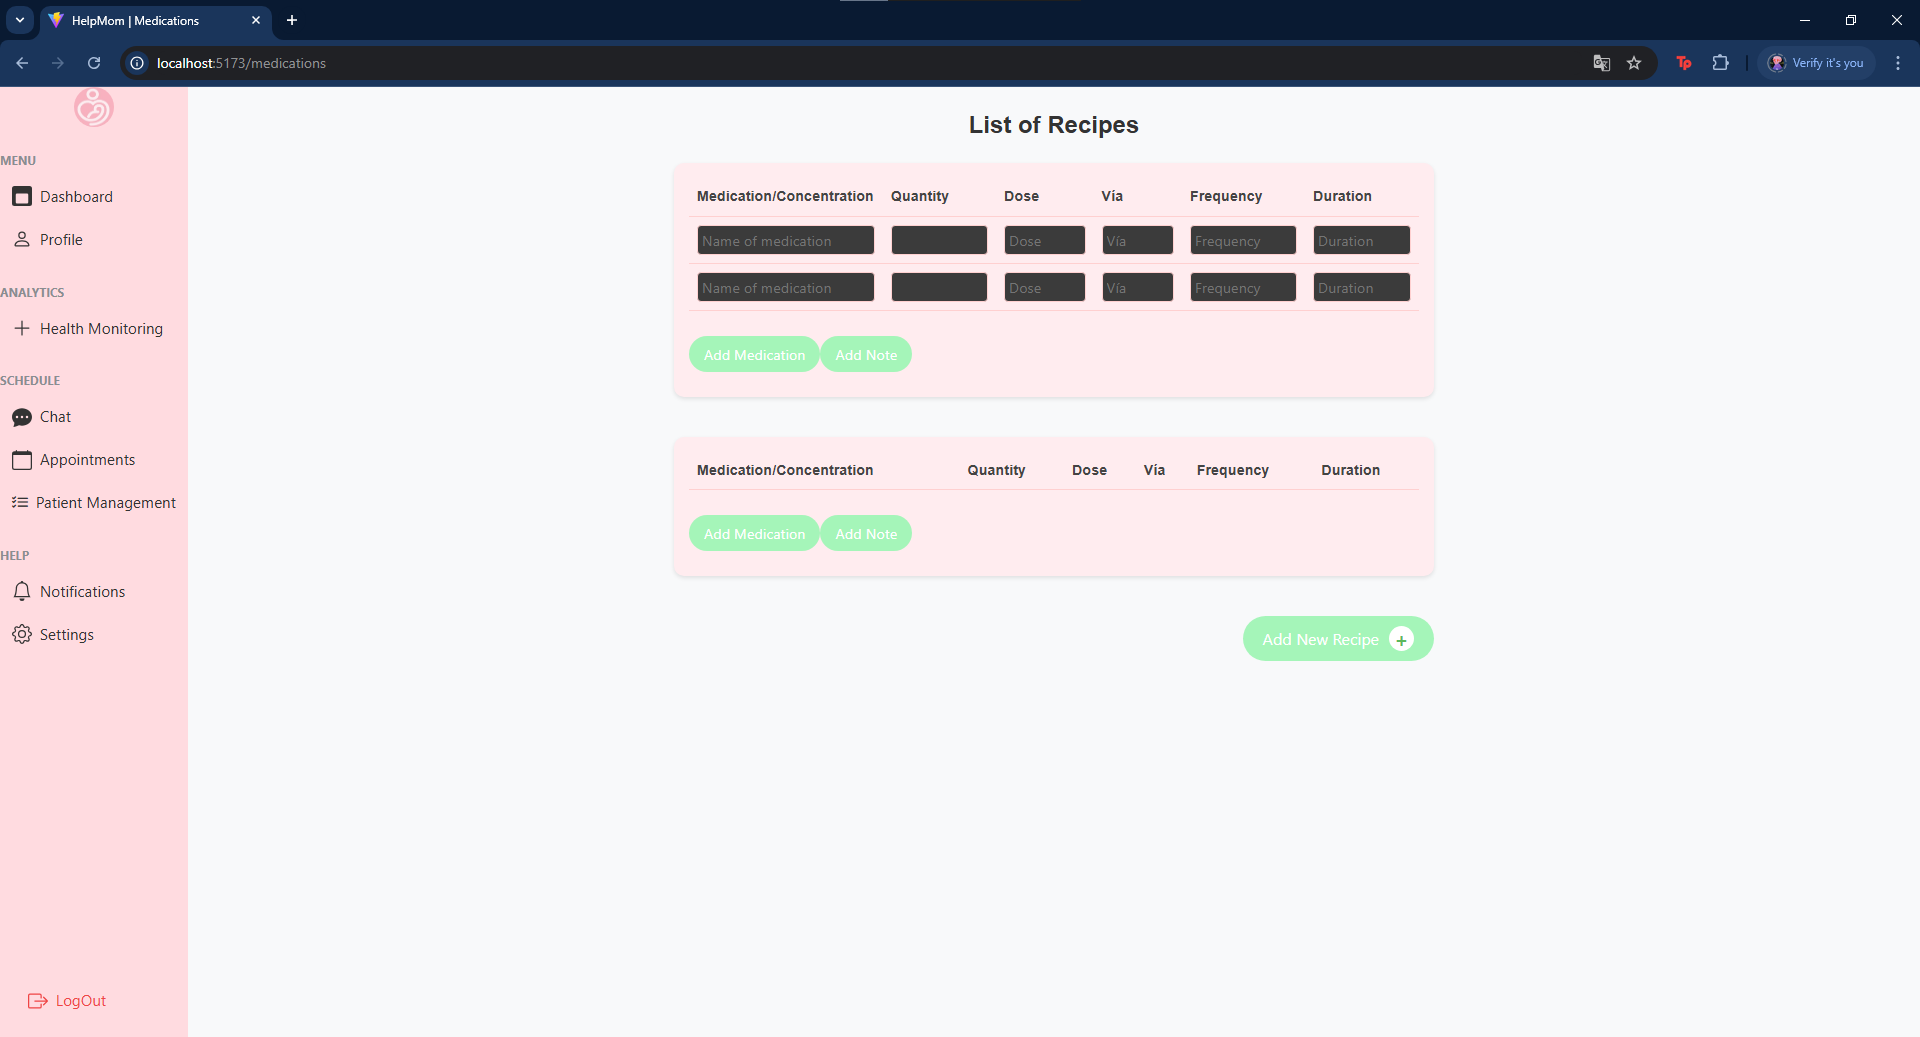 HelpMom | Medications
localhost:5173/medications
Tp
Verify it's you
MENU
Dashboard
Profile
ANALYTICS
Health Monitoring
SCHEDULE
Chat
Appointments
Patient Management
HELP
Notifications
Settings
LogOut
List of Recipes
Medication/Concentration Quantity Dose Vía Frequency Duration
Name of medication Dose Vía Frequency Duration
Name of medication Dose Vía Frequency Duration
Add Medication Add Note
Medication/Concentration Quantity Dose Vía Frequency Duration
Add Medication Add Note
Add New Recipe +